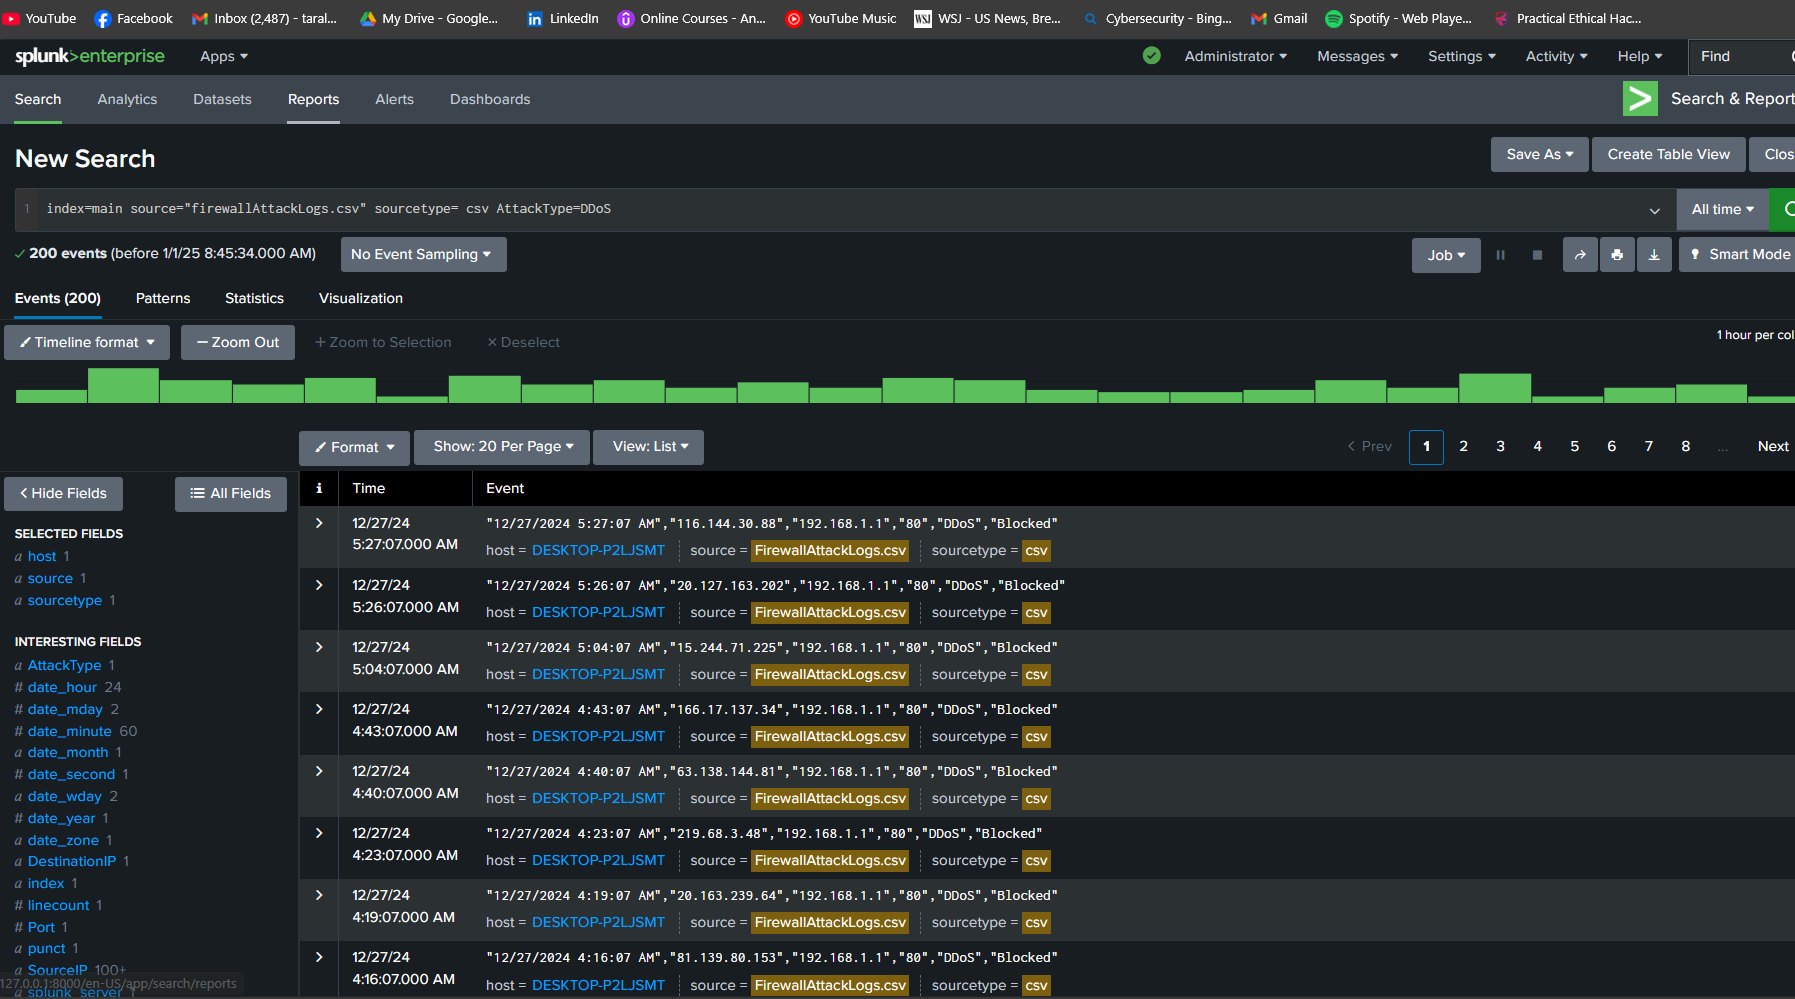 YouTube Facebook Inbox (2,487) - taral... My Drive - Google... LinkedIn Online Courses - An... YouTube Music WSJ WSJ - US News, Bre... Cybersecurity - Bing... Gmail Spotify - Web Playe... Practical Ethical Hac...
splunk>enterprise Apps Administrator Messages Settings Activity Help Find
Search Analytics Datasets Reports Alerts Dashboards > Search & Report
New Search Save As Create Table View Clos
1 index=main source="firewallAttackLogs.csv" sourcetype= csv AttackType=DDoS All time
200 events (before 1/1/25 8:45:34.000 AM) No Event Sampling Job Smart Mode
Events (200) Patterns Statistics Visualization
Timeline format — Zoom Out + Zoom to Selection × Deselect 1 hour per col
Format Show: 20 Per Page View: List < Prev 1 2 3 4 5 6 7 8 ... Next
< Hide Fields All Fields
SELECTED FIELDS
a host 1
a source 1
a sourcetype 1
INTERESTING FIELDS
a AttackType 1
# date_hour 24
# date_mday 2
# date_minute 60
a date_month 1
# date_second 1
a date_wday 2
# date_year 1
a date_zone 1
a DestinationIP 1
a index 1
# linecount 1
# Port 1
a punct 1
a SourceIP 100+
a splunk_server 1
127.0.0.1:8000/en-US/app/search/reports
i Time Event
> 12/27/24 "12/27/2024 5:27:07 AM","116.144.30.88","192.168.1.1","80","DDoS","Blocked"
5:27:07.000 AM host = DESKTOP-P2LJSMT source = FirewallAttackLogs.csv sourcetype = csv
> 12/27/24 "12/27/2024 5:26:07 AM","20.127.163.202","192.168.1.1","80","DDoS","Blocked"
5:26:07.000 AM host = DESKTOP-P2LJSMT source = FirewallAttackLogs.csv sourcetype = csv
> 12/27/24 "12/27/2024 5:04:07 AM","15.244.71.225","192.168.1.1","80","DDoS","Blocked"
5:04:07.000 AM host = DESKTOP-P2LJSMT source = FirewallAttackLogs.csv sourcetype = csv
> 12/27/24 "12/27/2024 4:43:07 AM","166.17.137.34","192.168.1.1","80","DDoS","Blocked"
4:43:07.000 AM host = DESKTOP-P2LJSMT source = FirewallAttackLogs.csv sourcetype = csv
> 12/27/24 "12/27/2024 4:40:07 AM","63.138.144.81","192.168.1.1","80","DDoS","Blocked"
4:40:07.000 AM host = DESKTOP-P2LJSMT source = FirewallAttackLogs.csv sourcetype = csv
> 12/27/24 "12/27/2024 4:23:07 AM","219.68.3.48","192.168.1.1","80","DDoS","Blocked"
4:23:07.000 AM host = DESKTOP-P2LJSMT source = FirewallAttackLogs.csv sourcetype = csv
> 12/27/24 "12/27/2024 4:19:07 AM","20.163.239.64","192.168.1.1","80","DDoS","Blocked"
4:19:07.000 AM host = DESKTOP-P2LJSMT source = FirewallAttackLogs.csv sourcetype = csv
> 12/27/24 "12/27/2024 4:16:07 AM","81.139.80.153","192.168.1.1","80","DDoS","Blocked"
4:16:07.000 AM host = DESKTOP-P2LJSMT source = FirewallAttackLogs.csv sourcetype = csv